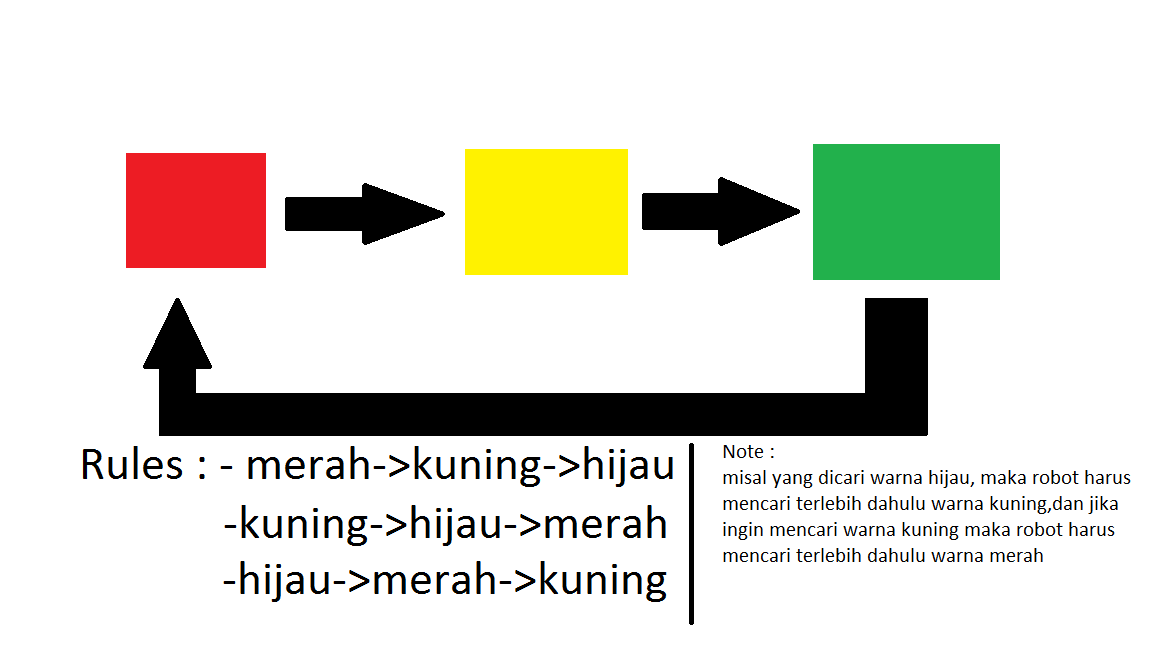 Rules : - merah->kuning->hijau
-kuning->hijau->merah
-hijau->merah->kuning
Note :
misal yang dicari warna hijau, maka robot harus
mencari terlebih dahulu warna kuning,dan jika
ingin mencari warna kuning maka robot harus
mencari terlebih dahulu warna merah